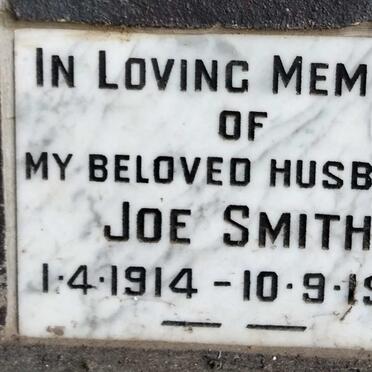 IN LOVING MEM
OF
MY BELOVED HUSB
JOE SMITH
1·4·1914 – 10·9·19